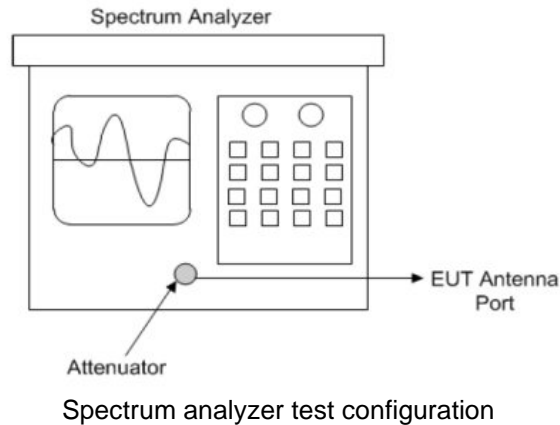 Spectrum Analyzer
EUT Antenna
Port
Attenuator
Spectrum analyzer test configuration